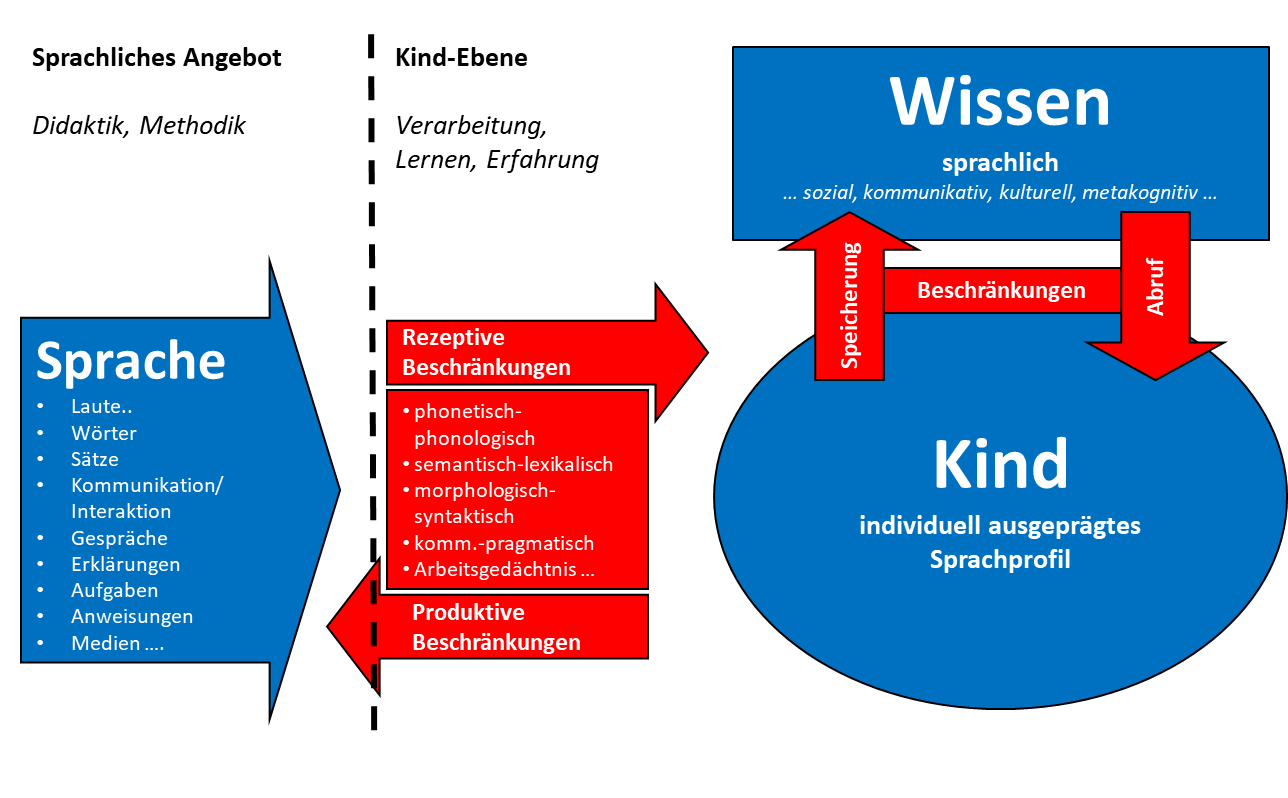 Sprachliches Angebot
Didaktik, Methodik
Kind-Ebene
Verarbeitung,
Lernen, Erfahrung
Wissen
sprachlich
... sozial, kommunikativ, kulturell, metakognitiv ...
Speicherung
Beschränkungen
Abruf
Sprache
• Laute..
• Wörter
• Sätze
• Kommunikation/
Interaktion
• Gespräche
• Erklärungen
• Aufgaben
• Anweisungen
• Medien ....
Rezeptive
Beschränkungen
• phonetisch-
phonologisch
• semantisch-lexikalisch
• morphologisch-
syntaktisch
• komm.-pragmatisch
• Arbeitsgedächtnis ...
Produktive
Beschränkungen
Kind
individuell ausgeprägtes
Sprachprofil